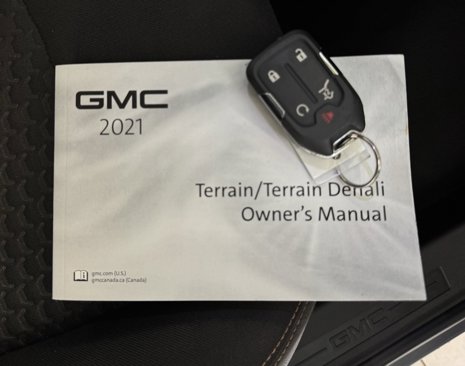 GMC
2021
Terrain/Terrain Denali
Owner's Manual
gmc.com (U.S.)
gmccanada.ca (Canada)
GMC